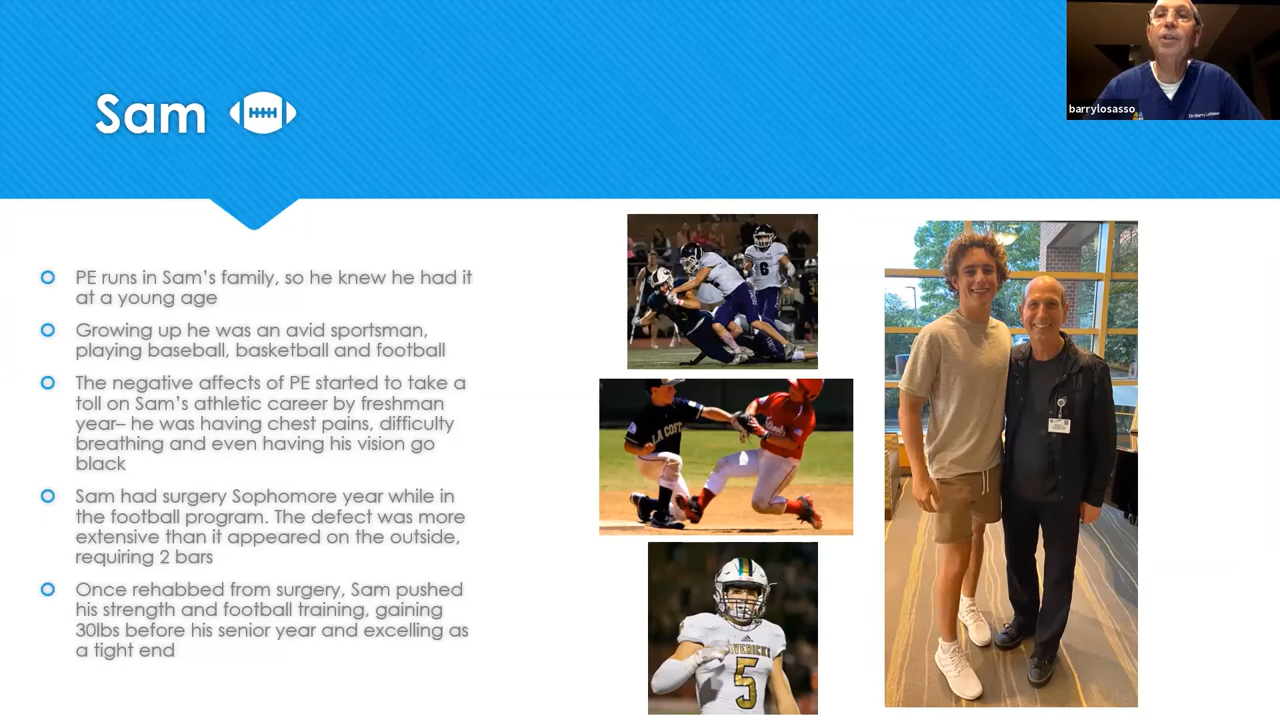 Sam
barrylosasso
PE runs in Sam's family, so he knew he had it
at a young age
Growing up he was an avid sportsman,
playing baseball, basketball and football
The negative affects of PE started to take a
toll on Sam's athletic career by freshman
year– he was having chest pains, difficulty
breathing and even having his vision go
black
Sam had surgery Sophomore year while in
the football program. The defect was more
extensive than it appeared on the outside,
requiring 2 bars
Once rehabbed from surgery, Sam pushed
his strength and football training, gaining
30lbs before his senior year and excelling as
a tight end
6
LA COST
5